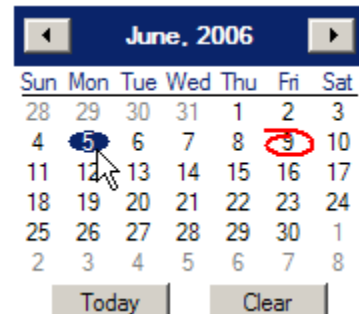 June, 2006
Sun Mon Tue Wed Thu Fri Sat
28 29 30 31 1 2 3
4 5 6 7 8 9 10
11 12 13 14 15 16 17
18 19 20 21 22 23 24
25 26 27 28 29 30 1
2 3 4 5 6 7 8
Today Clear